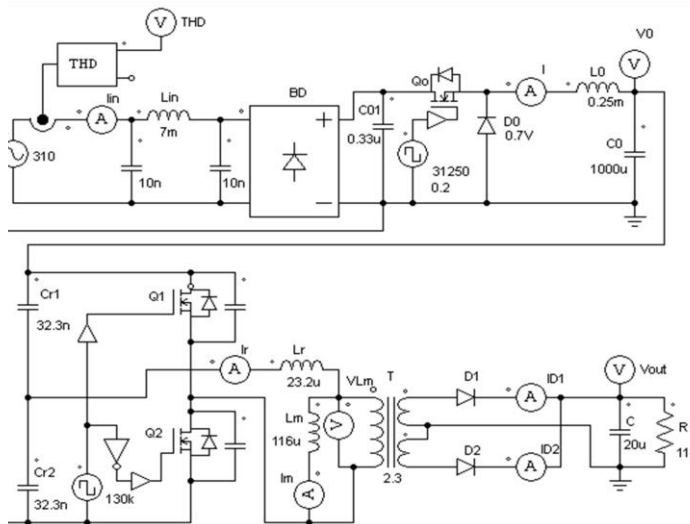 THD
V0
THD
Iin
Lin
BD
Qo
I
L0
7m
C01
D0
0.25m
0.33u
0.7V
C0
310
31250
10n
10n
0.2
1000u
Cr1
Q1
32.3n
Ir
Lr
23.2u
VLm
T
D1
ID1
Vout
Lm
116u
Q2
C
R
Cr2
Im
D2
ID2
20u
11
32.3n
130k
2.3